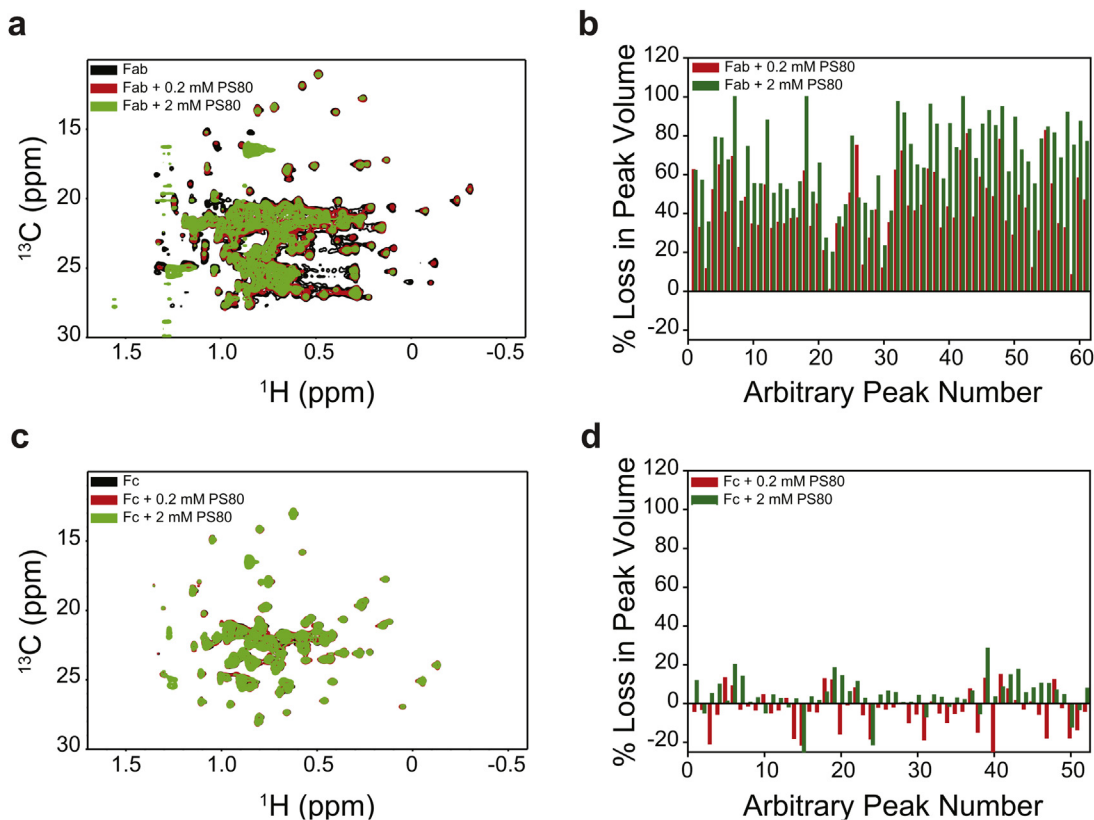 a
Fab
Fab + 0.2 mM PS80
Fab + 2 mM PS80
15
20
25
30
¹³C (ppm)
1.5
1.0
0.5
0
-0.5
¹H (ppm)
b
Fab + 0.2 mM PS80
Fab + 2 mM PS80
120
100
80
60
40
20
0
-20
% Loss in Peak Volume
0
10
20
30
40
50
60
Arbitrary Peak Number
c
Fc
Fc + 0.2 mM PS80
Fc + 2 mM PS80
15
20
25
30
¹³C (ppm)
1.5
1.0
0.5
0
-0.5
¹H (ppm)
d
Fc + 0.2 mM PS80
Fc + 2 mM PS80
120
100
80
60
40
20
0
-20
% Loss in Peak Volume
0
10
20
30
40
50
Arbitrary Peak Number